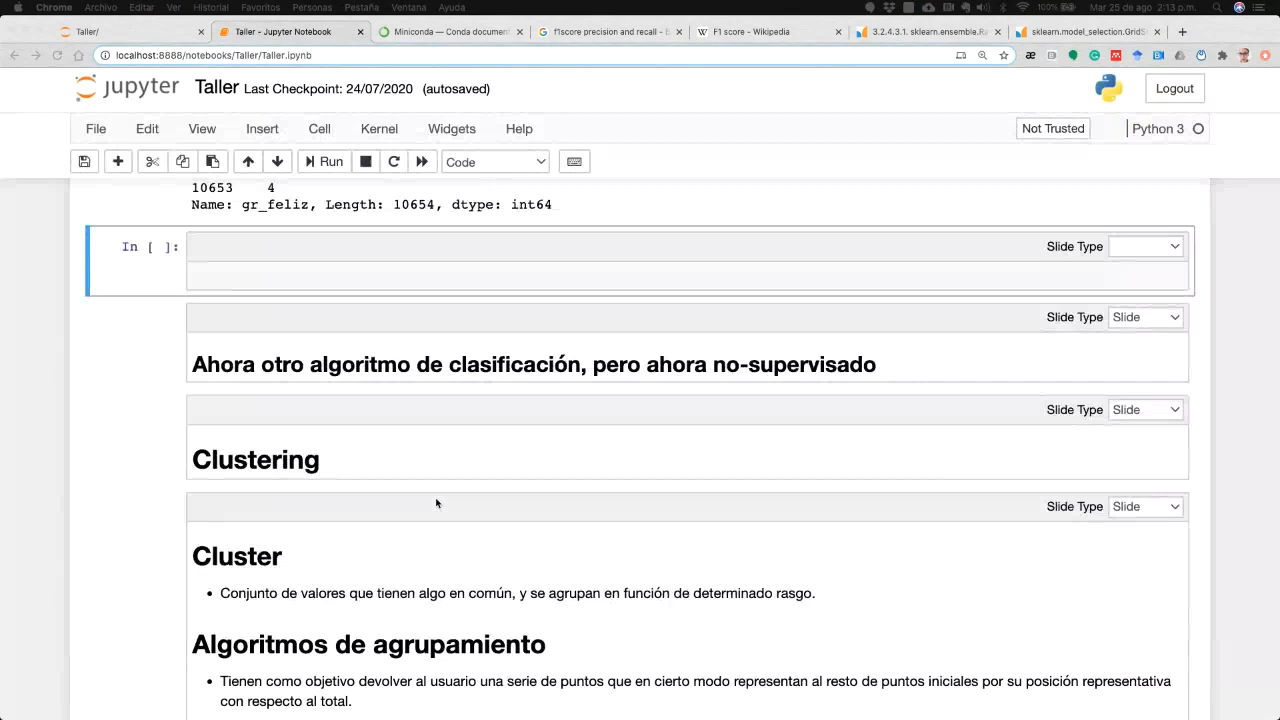 Chrome Archivo Editar Ver Historial Favoritos Personas Pestaña Ventana Ayuda 100% Mar 25 de ago 2:13 p.m.
Taller/ Taller - Jupyter Notebook Miniconda — Conda document f1score precision and recall - B F1 score - Wikipedia 3.2.4.3.1. sklearn.ensemble.Ra sklearn.model_selection.GridSe
localhost:8888/notebooks/Taller/Taller.ipynb
jupyter Taller Last Checkpoint: 24/07/2020 (autosaved) Logout
File Edit View Insert Cell Kernel Widgets Help Not Trusted Python 3
Run Code
10653 4
Name: gr_feliz, Length: 10654, dtype: int64
In [ ]: Slide Type
Slide Type Slide
Ahora otro algoritmo de clasificación, pero ahora no-supervisado
Slide Type Slide
Clustering
Slide Type Slide
Cluster
• Conjunto de valores que tienen algo en común, y se agrupan en función de determinado rasgo.
Algoritmos de agrupamiento
• Tienen como objetivo devolver al usuario una serie de puntos que en cierto modo representan al resto de puntos iniciales por su posición representativa
con respecto al total.